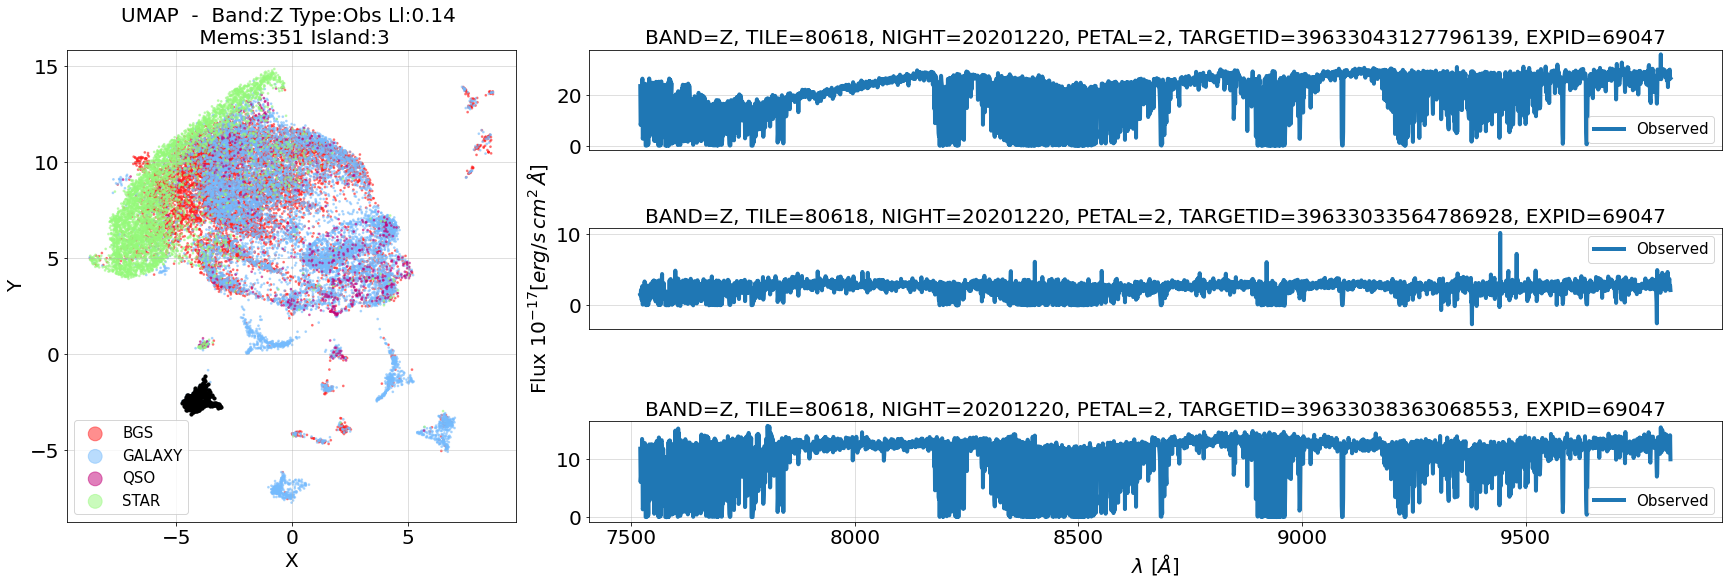 UMAP  -  Band:Z Type:Obs Ll:0.14
Mems:351 Island:3
15
10
5
0
−5
Y
−5
0
5
X
BGS
GALAXY
QSO
STAR
Flux 10⁻¹⁷[erg/s cm² Å]
BAND=Z, TILE=80618, NIGHT=20201220, PETAL=2, TARGETID=39633043127796139, EXPID=69047
20
0
Observed
BAND=Z, TILE=80618, NIGHT=20201220, PETAL=2, TARGETID=39633033564786928, EXPID=69047
10
0
Observed
BAND=Z, TILE=80618, NIGHT=20201220, PETAL=2, TARGETID=39633038363068553, EXPID=69047
10
0
Observed
7500
8000
8500
9000
9500
λ [Å]